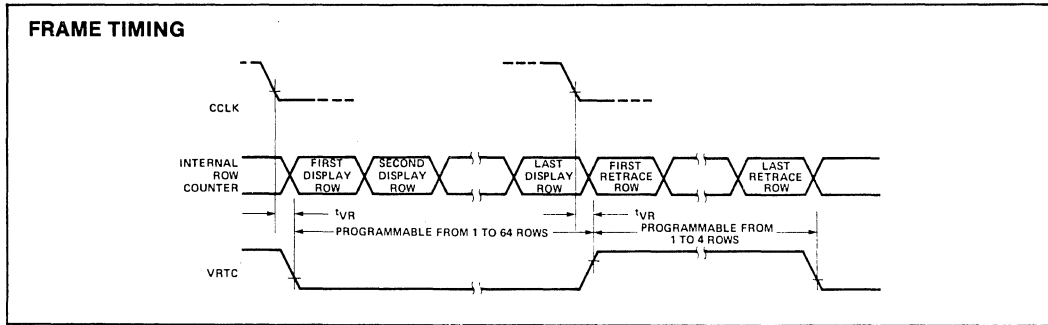 FRAME TIMING
CCLK
INTERNAL
ROW
COUNTER
FIRST
DISPLAY
ROW
SECOND
DISPLAY
ROW
LAST
DISPLAY
ROW
FIRST
RETRACE
ROW
LAST
RETRACE
ROW
tVR
PROGRAMMABLE FROM 1 TO 64 ROWS
tVR
PROGRAMMABLE FROM
1 TO 4 ROWS
VRTC